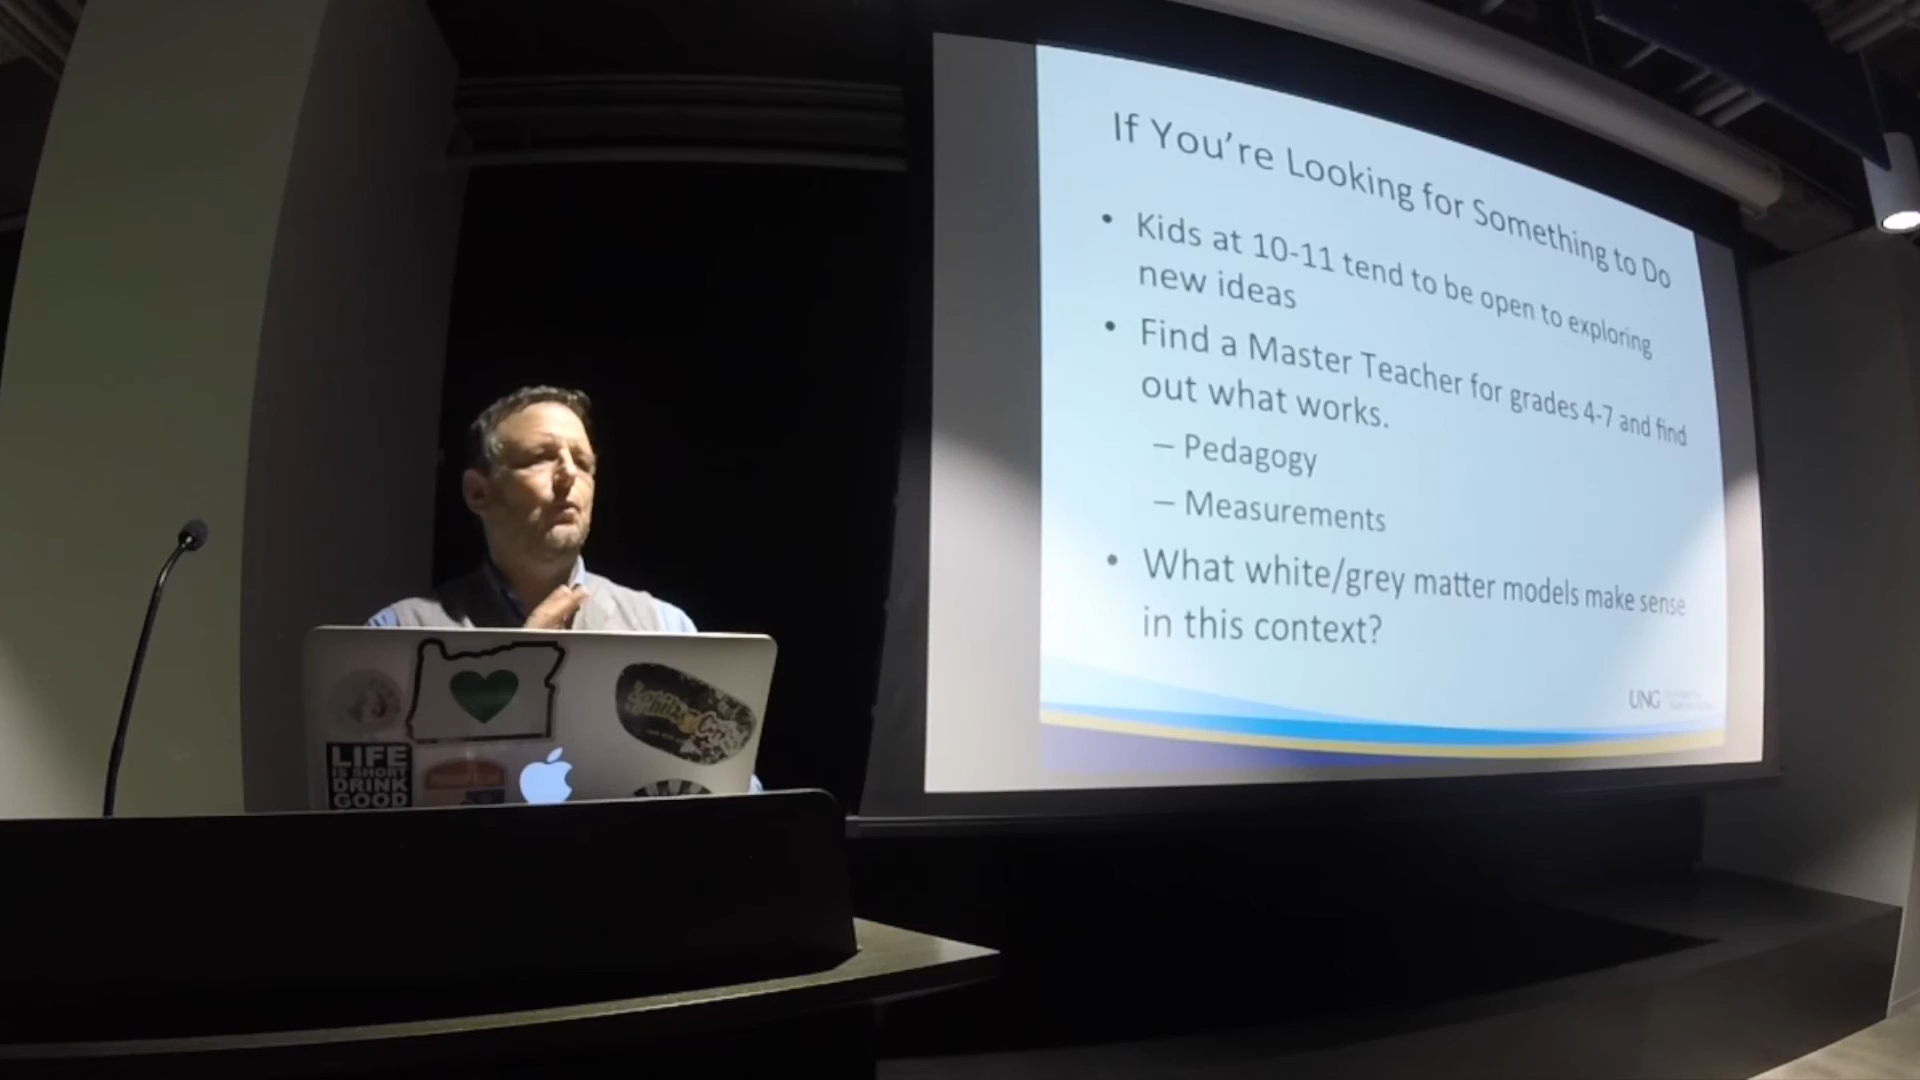 If You're Looking for Something to Do
• Kids at 10-11 tend to be open to exploring
new ideas
• Find a Master Teacher for grades 4-7 and find
out what works.
– Pedagogy
– Measurements
• What white/grey matter models make sense
in this context?
UNG
LIFE
IS SHORT
DRINK
GOOD